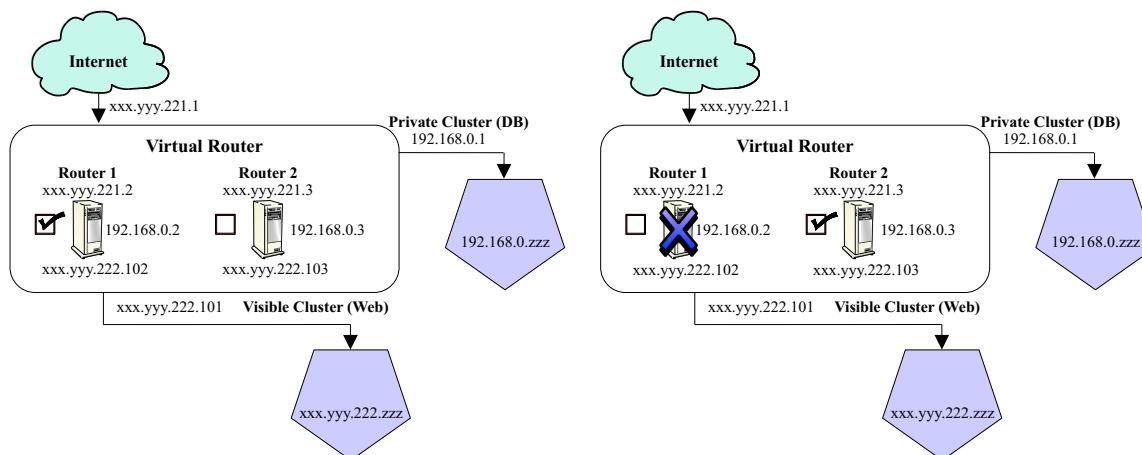 Internet
xxx.yyy.221.1
Private Cluster (DB)
192.168.0.1
Virtual Router
Router 1
xxx.yyy.221.2
192.168.0.2
xxx.yyy.222.102
Router 2
xxx.yyy.221.3
192.168.0.3
xxx.yyy.222.103
192.168.0.zzz
xxx.yyy.222.101
Visible Cluster (Web)
xxx.yyy.222.zzz
Internet
xxx.yyy.221.1
Private Cluster (DB)
192.168.0.1
Virtual Router
Router 1
xxx.yyy.221.2
192.168.0.2
xxx.yyy.222.102
Router 2
xxx.yyy.221.3
192.168.0.3
xxx.yyy.222.103
192.168.0.zzz
xxx.yyy.222.101
Visible Cluster (Web)
xxx.yyy.222.zzz